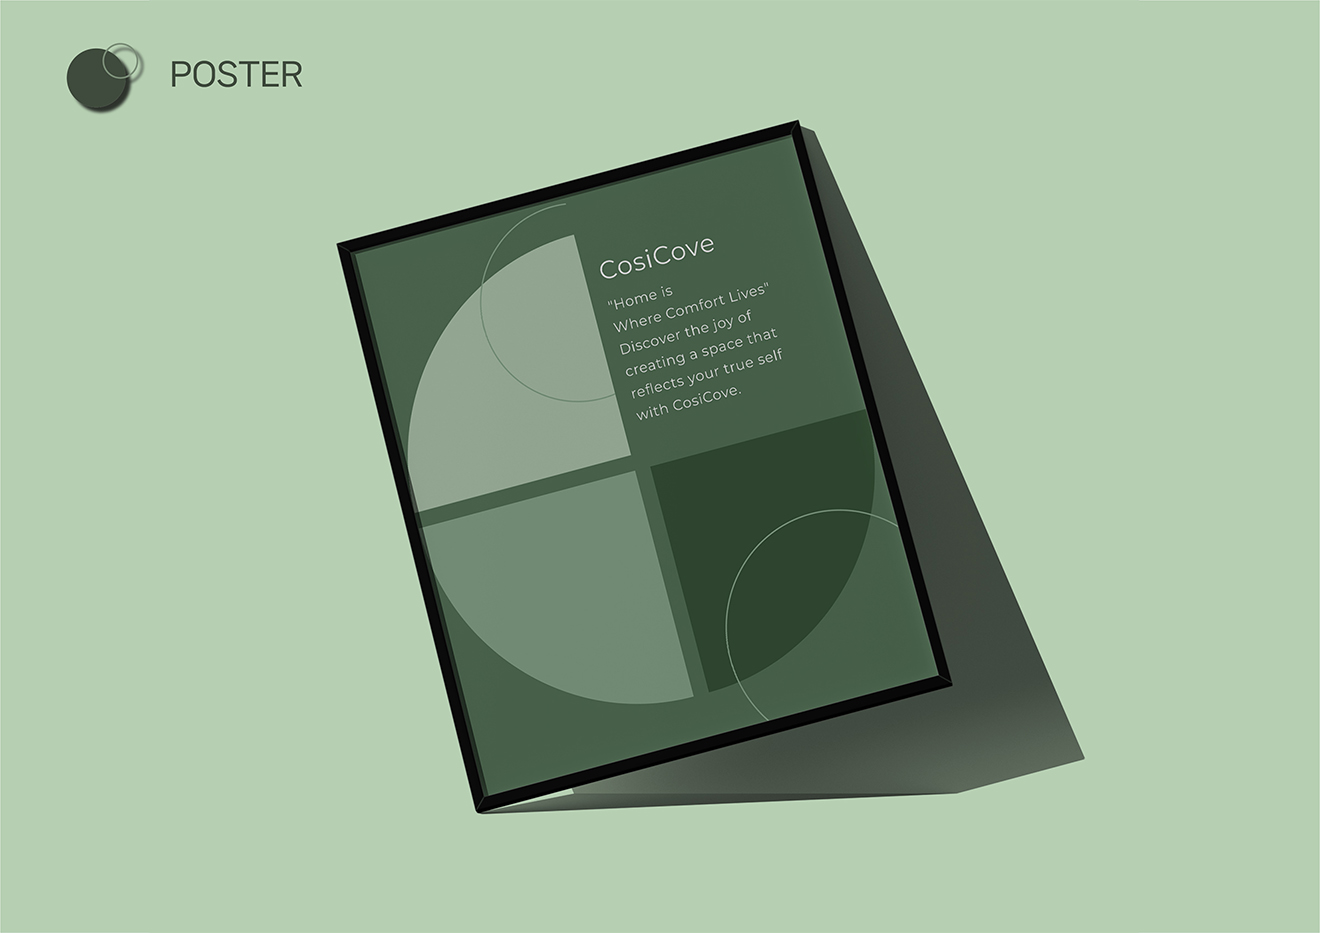 POSTER
CosiCove
"Home is
Where Comfort Lives"
Discover the joy of
creating a space that
reflects your true self
with CosiCove.